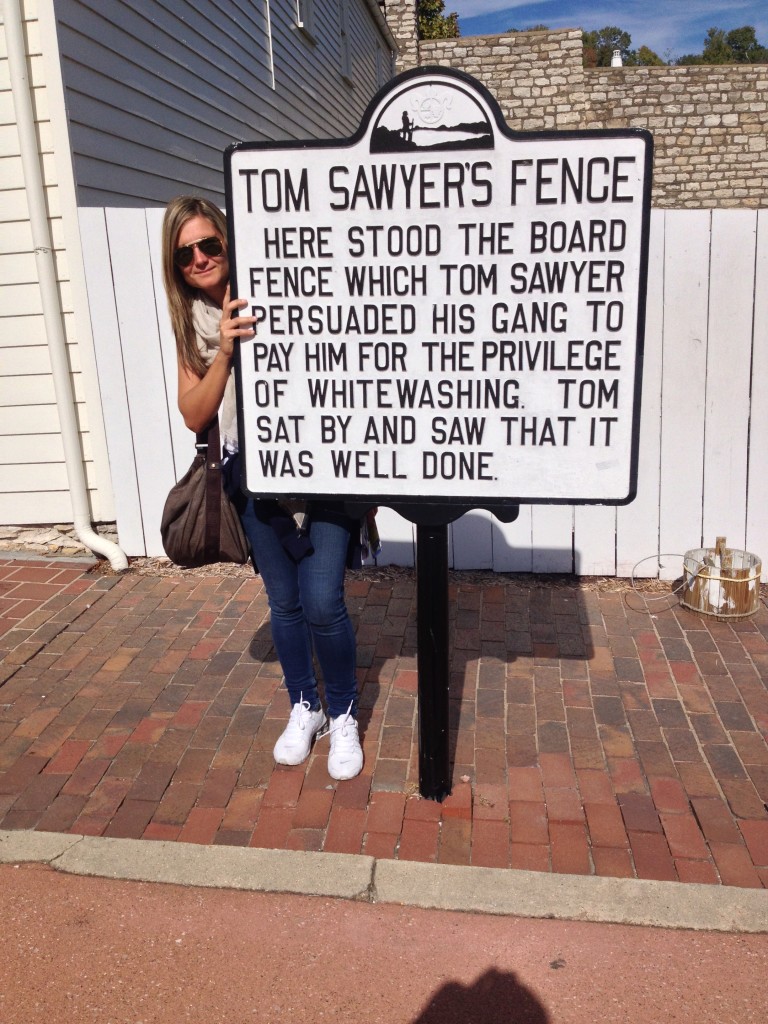 TOM SAWYER'S FENCE
HERE STOOD THE BOARD
FENCE WHICH TOM SAWYER
PERSUADED HIS GANG TO
PAY HIM FOR THE PRIVILEGE
OF WHITEWASHING. TOM
SAT BY AND SAW THAT IT
WAS WELL DONE.